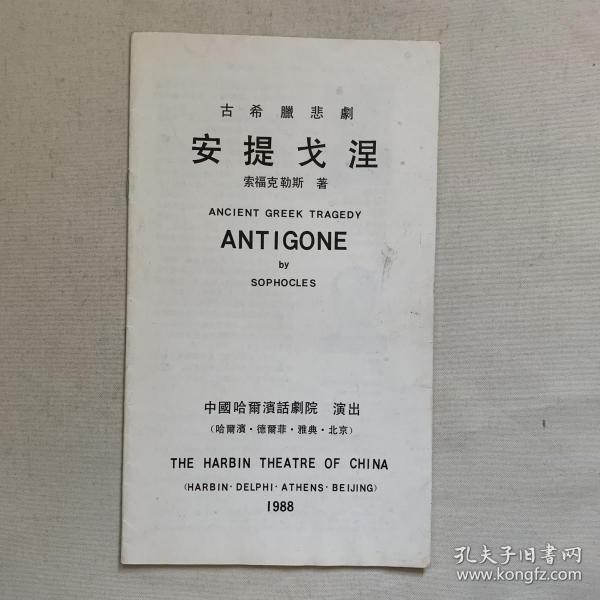 古希臘悲劇
安提戈涅
索福克勒斯 著
ANCIENT GREEK TRAGEDY
ANTIGONE
by
SOPHOCLES
中國哈爾濱話劇院 演出
(哈爾濱·德爾菲·雅典·北京)
THE HARBIN THEATRE OF CHINA
(HARBIN·DELPHI·ATHENS·BEIJING)
1988
孔夫子旧書网
www.kongfz.com